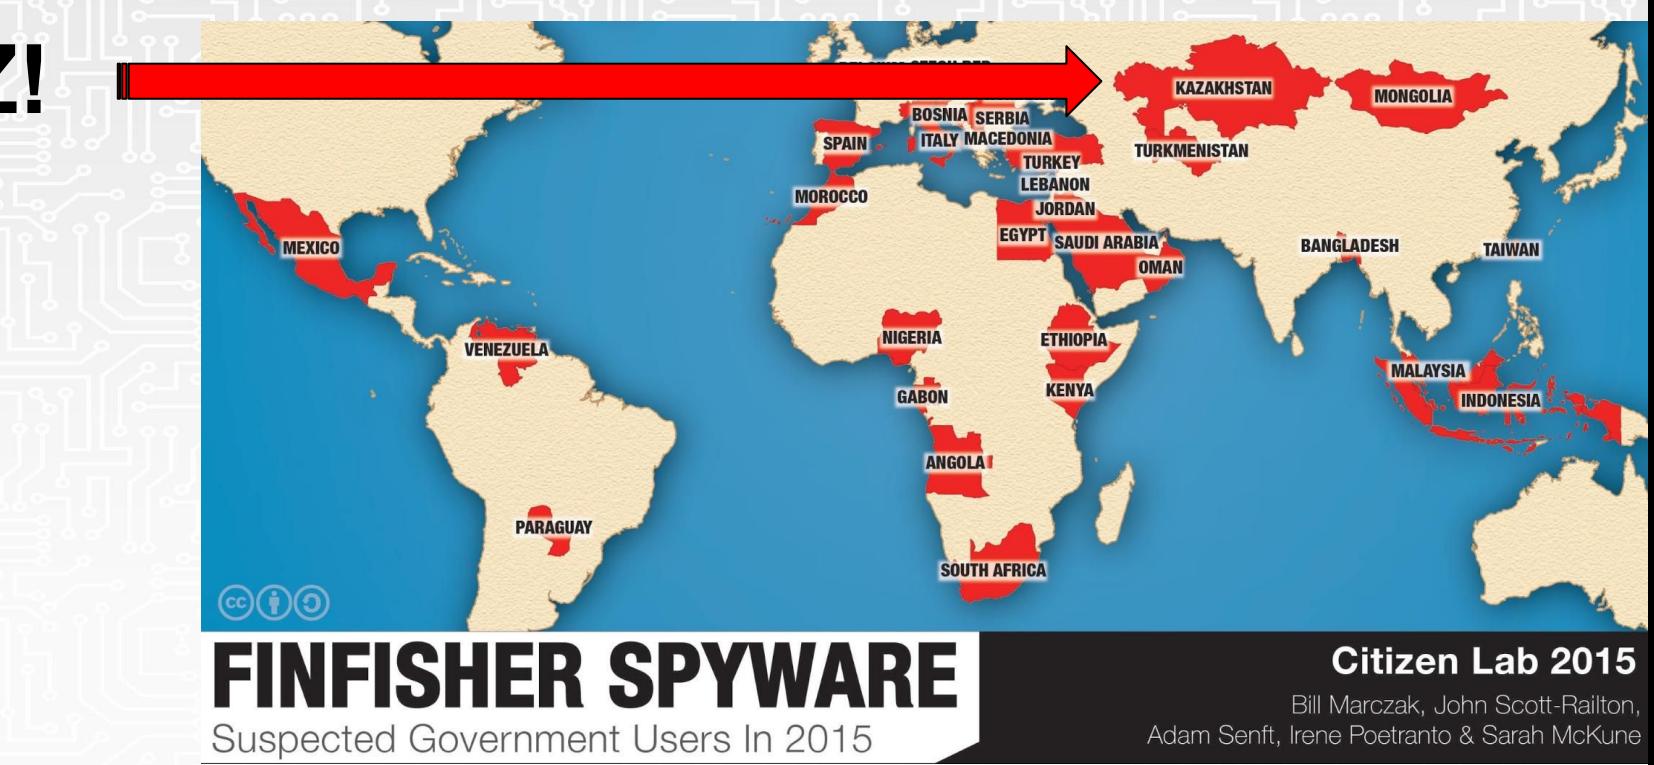 Z!
KAZAKHSTAN
MONGOLIA
BOSNIA SERBIA
SPAIN ITALY MACEDONIA
TURKEY TURKMENISTAN
LEBANON
MOROCCO
JORDAN
EGYPT SAUDI ARABIA
MEXICO
BANGLADESH TAIWAN
OMAN
NIGERIA ETHIOPIA
VENEZUELA
MALAYSIA
GABON KENYA
INDONESIA
ANGOLA
PARAGUAY
SOUTH AFRICA
cc
FINFISHER SPYWARE
Suspected Government Users In 2015
Citizen Lab 2015
Bill Marczak, John Scott-Railton,
Adam Senft, Irene Poetranto & Sarah McKune